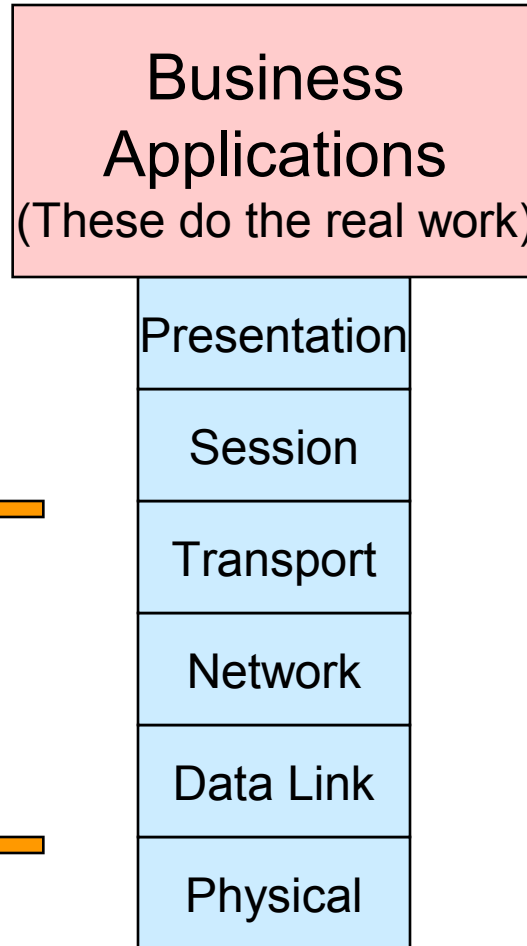 Business
Applications
(These do the real work)
Presentation
Session
Transport
Network
Data Link
Physical